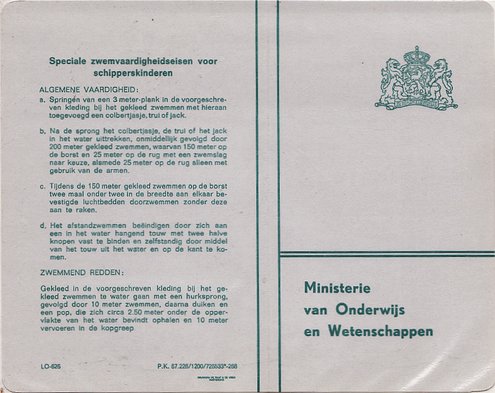 Speciale zwemvaardigheidseisen voor
schipperskinderen
ALGEMENE VAARDIGHEID:
a. Springen van een 3 meter-plank in de voorgeschre-
ven kleding bij het gekleed zwemmen met hieraan
toegevoegd een colbertjasje, trui of jack.
b. Na de sprong het colbertjasje, de trui of het jack
in het water uittrekken, onmiddellijk gevolgd door
200 meter gekleed zwemmen, waarvan 150 meter op
de borst en 25 meter op de rug met een zwemslag
naar keuze, alsmede 25 meter op de rug alleen met
gebruik van de armen.
c. Tijdens de 150 meter gekleed zwemmen op de borst
twee maal onder twee in de breedte aan elkaar be-
vestigde luchtbedden doorzwemmen zonder deze
aan te raken.
d. Het afstandzwemmen beëindigen door zich aan
een in het water hangend touw met twee halve
knopen vast te binden en zelfstandig door middel
van het touw uit het water en op de kant te ko-
men.
ZWEMMEND REDDEN:
Gekleed in de voorgeschreven kleding bij het ge-
kleed zwemmen te water gaan met een hurksprong,
gevolgd door 10 meter zwemmen, daarna duiken en
een pop, die zich circa 2.50 meter onder de opper-
vlakte van het water bevindt ophalen en 10 meter
vervoeren in de kopgreep.
LO-626
Ministerie
van Onderwijs
en Wetenschappen